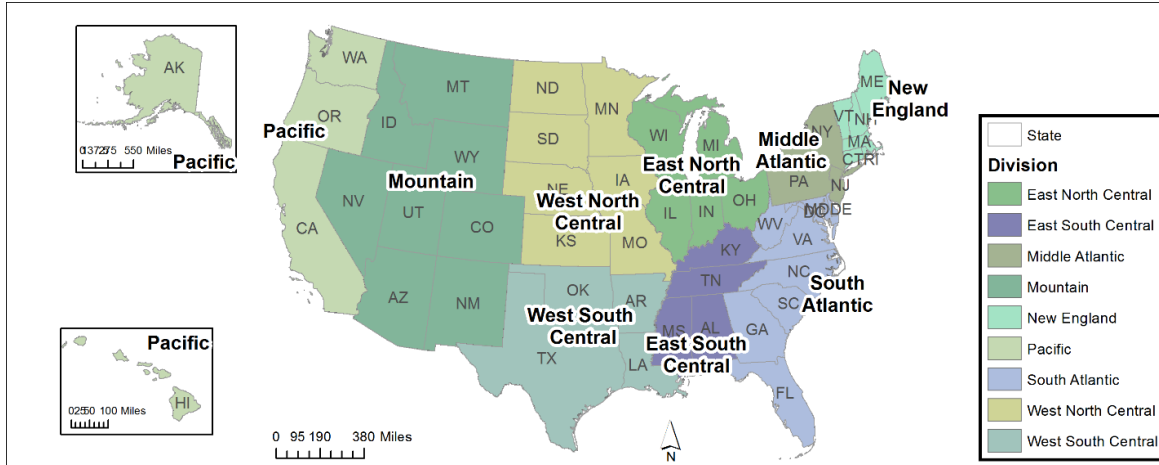 AK
0 137.5 275 550 Miles
Pacific
Pacific
HI
0 25 50 100 Miles
WA
OR
CA
Pacific
ID
MT
WY
NV
UT
CO
AZ
NM
Mountain
ND
SD
NE
KS
MN
IA
MO
West North
Central
OK
TX
AR
LA
West South
Central
WI
MI
IL
IN
OH
East North
Central
KY
TN
MS
AL
East South
Central
NY
PA
NJ
Middle
Atlantic
ME
VT
NH
MA
CT
RI
New
England
WV
MD
DC
DE
VA
NC
SC
GA
FL
South
Atlantic
0 95 190 380 Miles
N
State
Division
East North Central
East South Central
Middle Atlantic
Mountain
New England
Pacific
South Atlantic
West North Central
West South Central